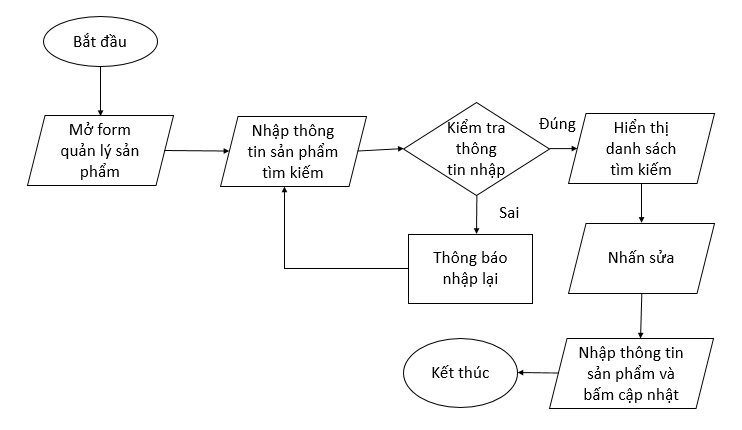 Bắt đầu
Mở form
quản lý sản
phẩm
Nhập thông
tin sản phẩm
tìm kiếm
Kiểm tra
thông
tin nhập
Đúng
Hiển thị
danh sách
tìm kiếm
Sai
Thông báo
nhập lại
Nhấn sửa
Nhập thông tin
sản phẩm và
bấm cập nhật
Kết thúc